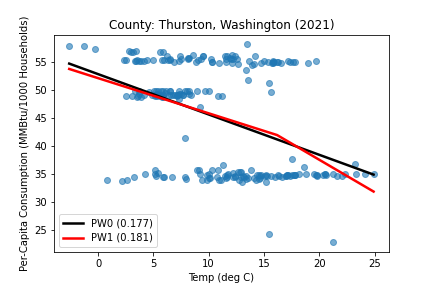 County: Thurston, Washington (2021)
Per-Capita Consumption (MMBtu/1000 Households)
55
50
45
40
35
30
25
PW0 (0.177)
PW1 (0.181)
0 5 10 15 20 25
Temp (deg C)